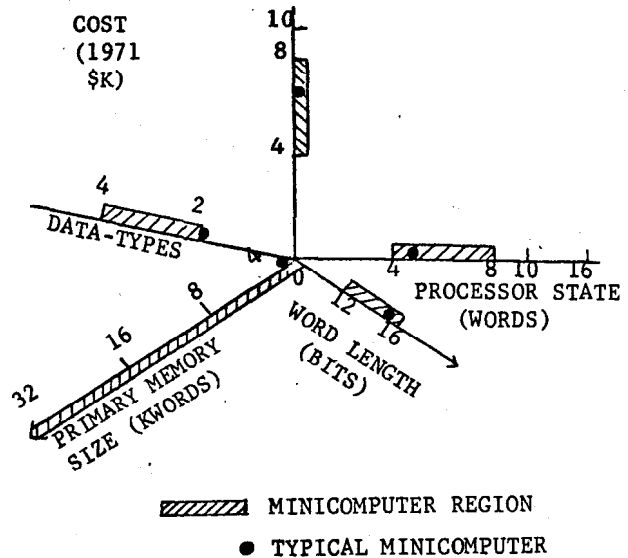 COST
(1971
$K)
10
8
4
4
2
DATA-TYPES
4
8
16
32
PRIMARY MEMORY
SIZE (KWORDS)
0
12
16
WORD LENGTH
(BITS)
4
8
10
16
PROCESSOR STATE
(WORDS)
MINICOMPUTER REGION
TYPICAL MINICOMPUTER